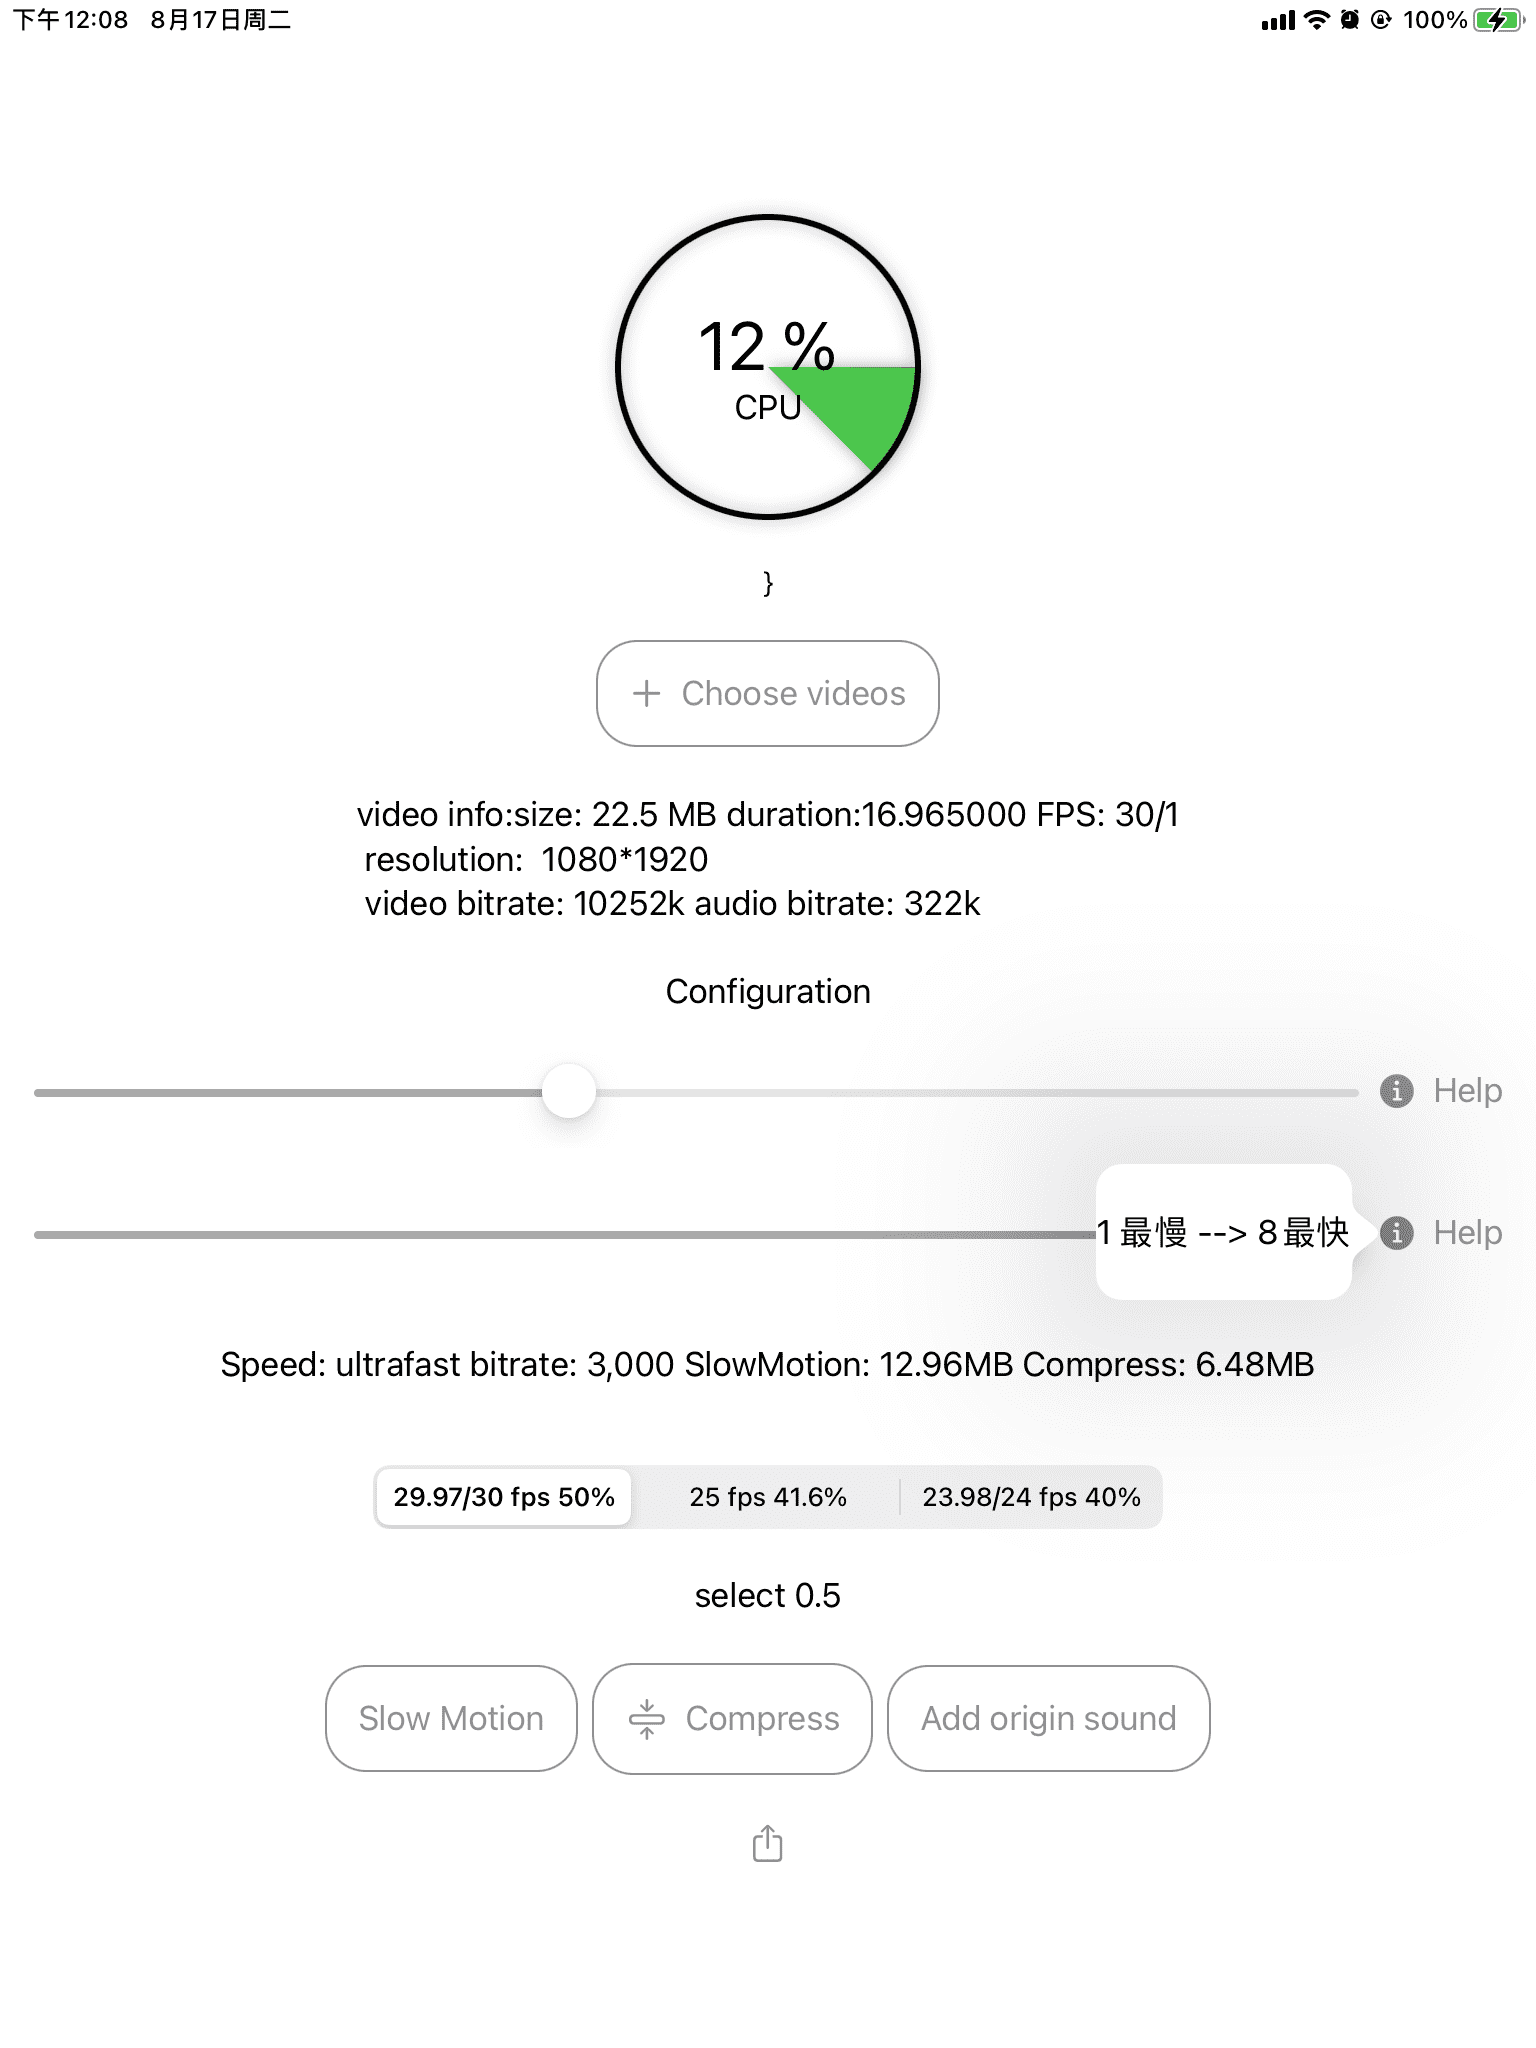 下午12:08 8月17日周二 100%
12 %
CPU
}
Choose videos
video info:size: 22.5 MB duration:16.965000 FPS: 30/1
resolution: 1080*1920
video bitrate: 10252k audio bitrate: 322k
Configuration
Help
1 最慢 --> 8最快 Help
Speed: ultrafast bitrate: 3,000 SlowMotion: 12.96MB Compress: 6.48MB
29.97/30 fps 50% 25 fps 41.6% 23.98/24 fps 40%
select 0.5
Slow Motion Compress Add origin sound